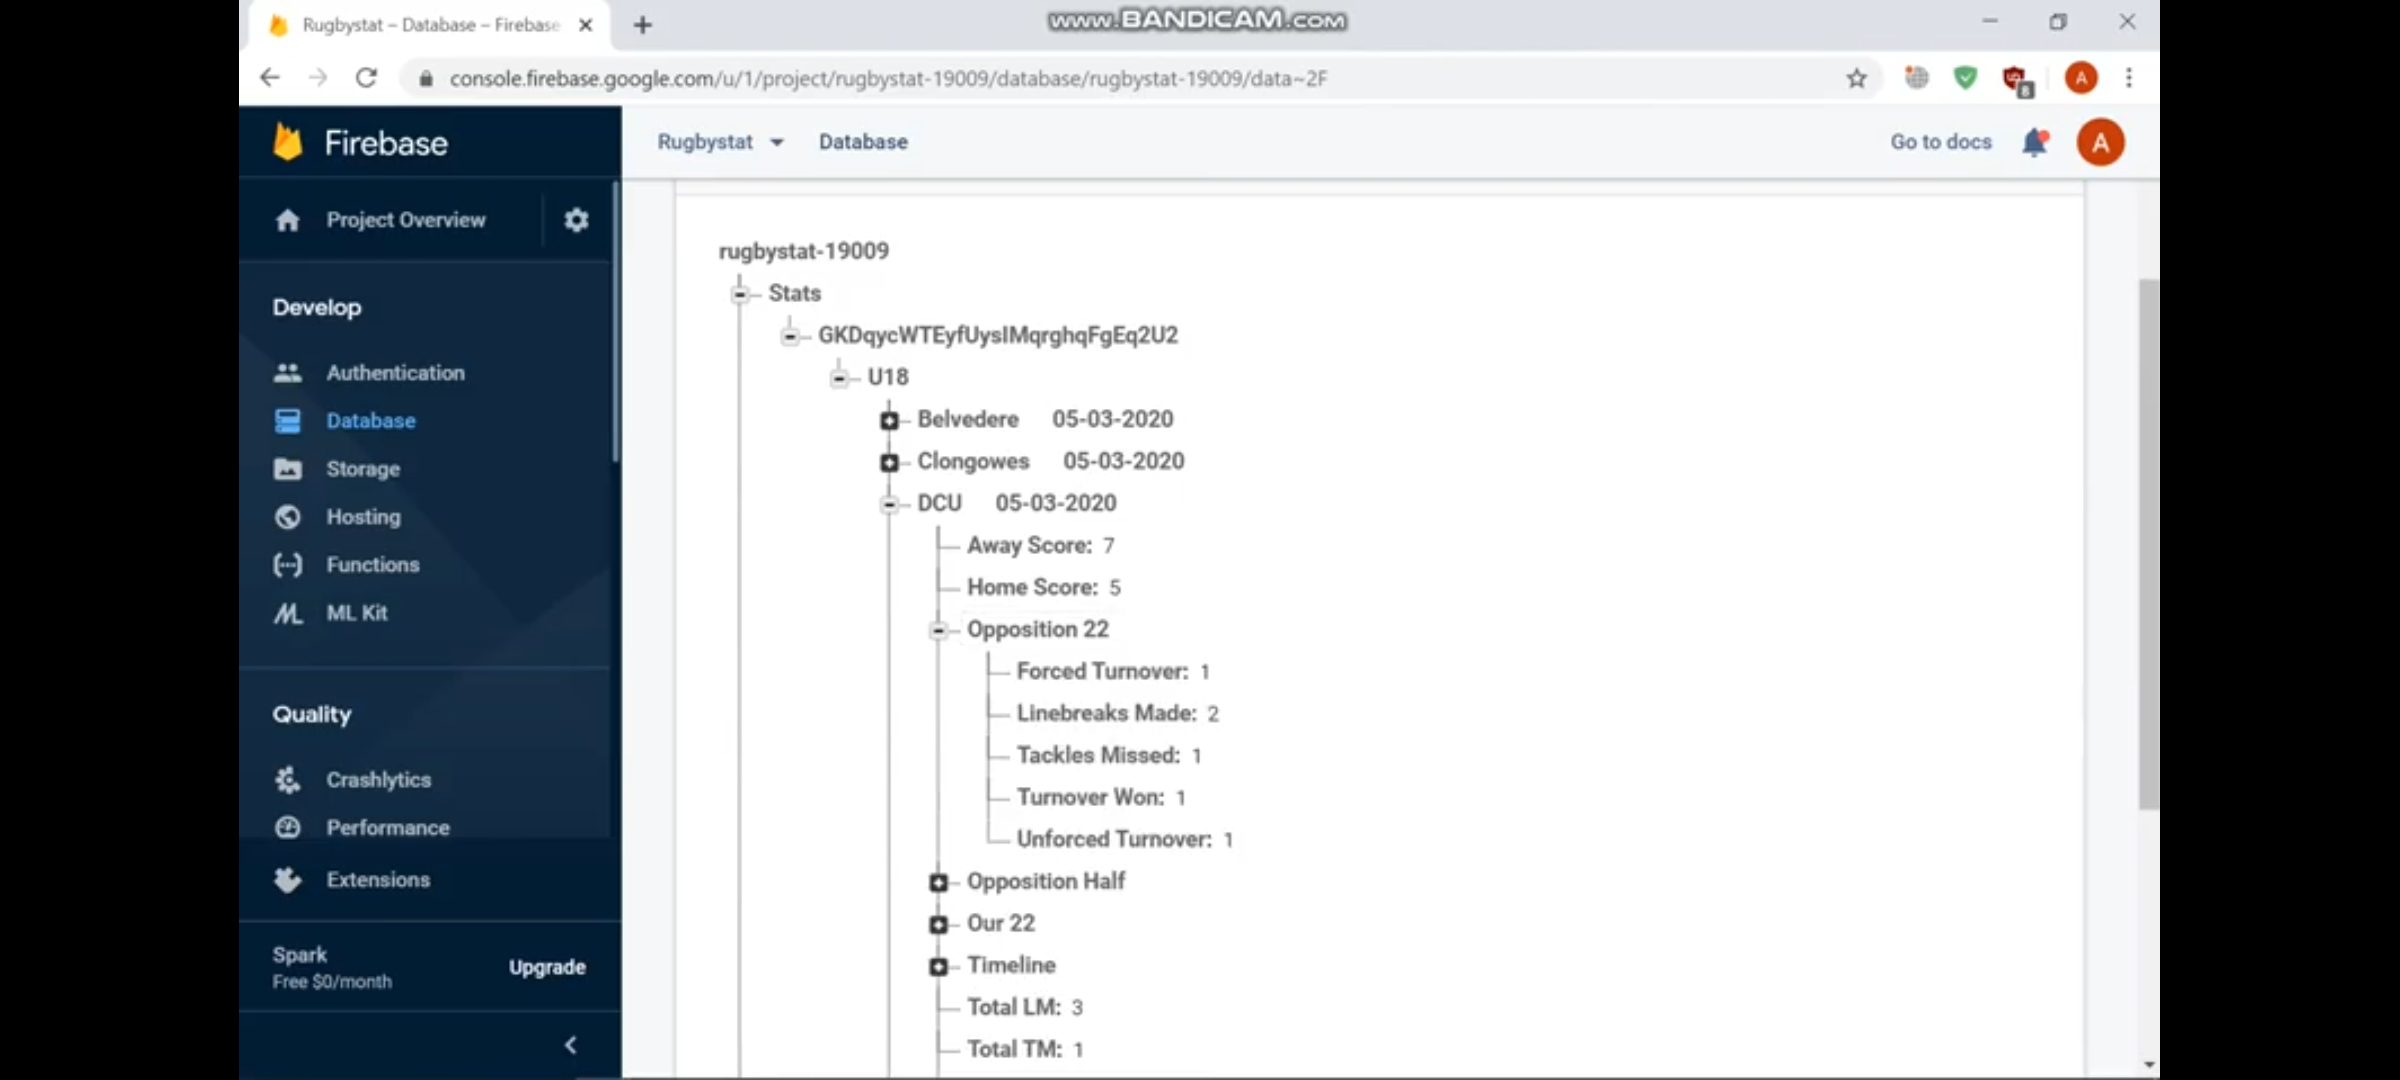 Rugbystat – Database – Firebase
www.BANDICAM.com
console.firebase.google.com/u/1/project/rugbystat-19009/database/rugbystat-19009/data~2F
A
8
Firebase
Rugbystat
Database
Go to docs
A
Project Overview
Develop
Authentication
Database
Storage
Hosting
Functions
ML Kit
Quality
Crashlytics
Performance
Extensions
Spark
Free $0/month
Upgrade
rugbystat-19009
Stats
GKDqycWTEyfUysIMqrghqFgEq2U2
U18
Belvedere 05-03-2020
Clongowes 05-03-2020
DCU 05-03-2020
Away Score: 7
Home Score: 5
Opposition 22
Forced Turnover: 1
Linebreaks Made: 2
Tackles Missed: 1
Turnover Won: 1
Unforced Turnover: 1
Opposition Half
Our 22
Timeline
Total LM: 3
Total TM: 1